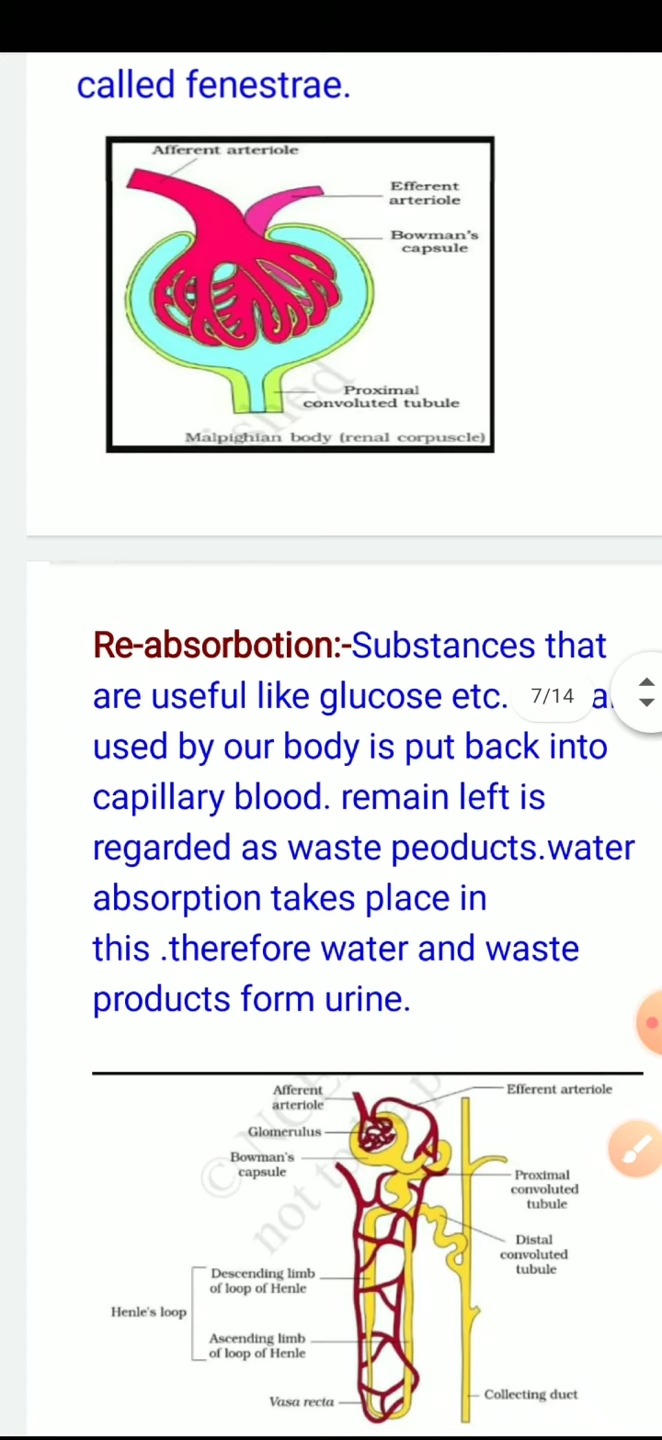 called fenestrae.
Afferent arteriole
Efferent
arteriole
Bowman's
capsule
Proximal
convoluted tubule
Malpighian body (renal corpuscle)
Re-absorbotion:-Substances that
are useful like glucose etc.
7/14
used by our body is put back into
capillary blood. remain left is
regarded as waste peoducts.water
absorption takes place in
this .therefore water and waste
products form urine.
Afferent
arteriole
Efferent arteriole
Glomerulus
Bowman's
capsule
Proximal
convoluted
tubule
Distal
convoluted
tubule
Descending limb
of loop of Henle
Henle's loop
Ascending limb
of loop of Henle
Vasa recta
Collecting duct
not to